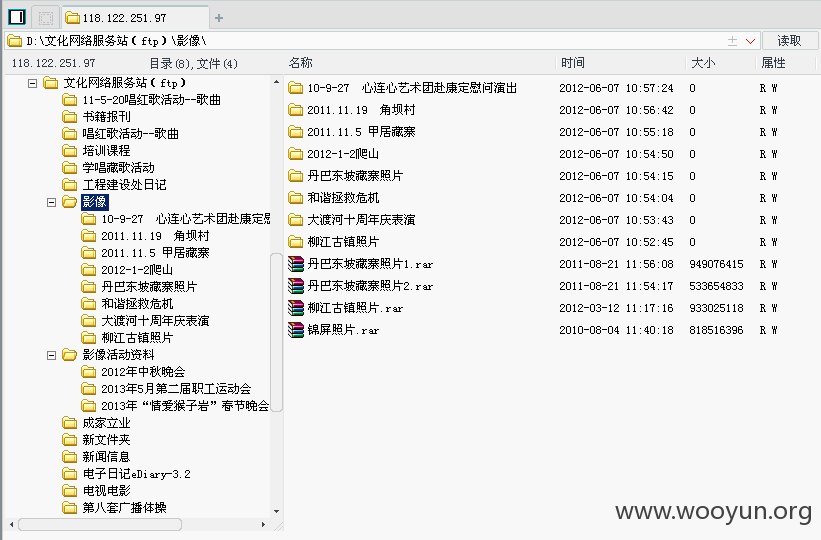 118.122.251.97
D:\文化网络服务站(ftp)\影像\
读取
118.122.251.97 目录(8),文件(4)
名称 时间 大小 属性
文化网络服务站(ftp)
11-5-20唱红歌活动--歌曲
书籍报刊
唱红歌活动--歌曲
培训课程
学唱藏歌活动
工程建设处日记
影像
10-9-27 心连心艺术团赴康定慰
2011.11.19 角坝村
2011.11.5 甲居藏寨
2012-1-2爬山
丹巴东坡藏寨照片
和谐拯救危机
大渡河十周年庆表演
柳江古镇照片
影像活动资料
2012年中秋晚会
2013年5月第二届职工运动会
2013年“情爱猴子岩”春节晚会
成家立业
新文件夹
新闻信息
电子日记eDiary-3.2
电视电影
第八套广播体操
10-9-27 心连心艺术团赴康定慰问演出 2012-06-07 10:57:24 0 R W
2011.11.19 角坝村 2012-06-07 10:56:42 0 R W
2011.11.5 甲居藏寨 2012-06-07 10:55:18 0 R W
2012-1-2爬山 2012-06-07 10:54:50 0 R W
丹巴东坡藏寨照片 2012-06-07 10:54:15 0 R W
和谐拯救危机 2012-06-07 10:54:04 0 R W
大渡河十周年庆表演 2012-06-07 10:53:43 0 R W
柳江古镇照片 2012-06-07 10:52:45 0 R W
丹巴东坡藏寨照片1.rar 2011-08-21 11:56:08 949076415 R W
丹巴东坡藏寨照片2.rar 2011-08-21 11:54:17 533654833 R W
柳江古镇照片.rar 2012-03-12 11:17:16 933025118 R W
锦屏照片.rar 2010-08-04 11:40:18 818516396 R W
www.wooyun.org